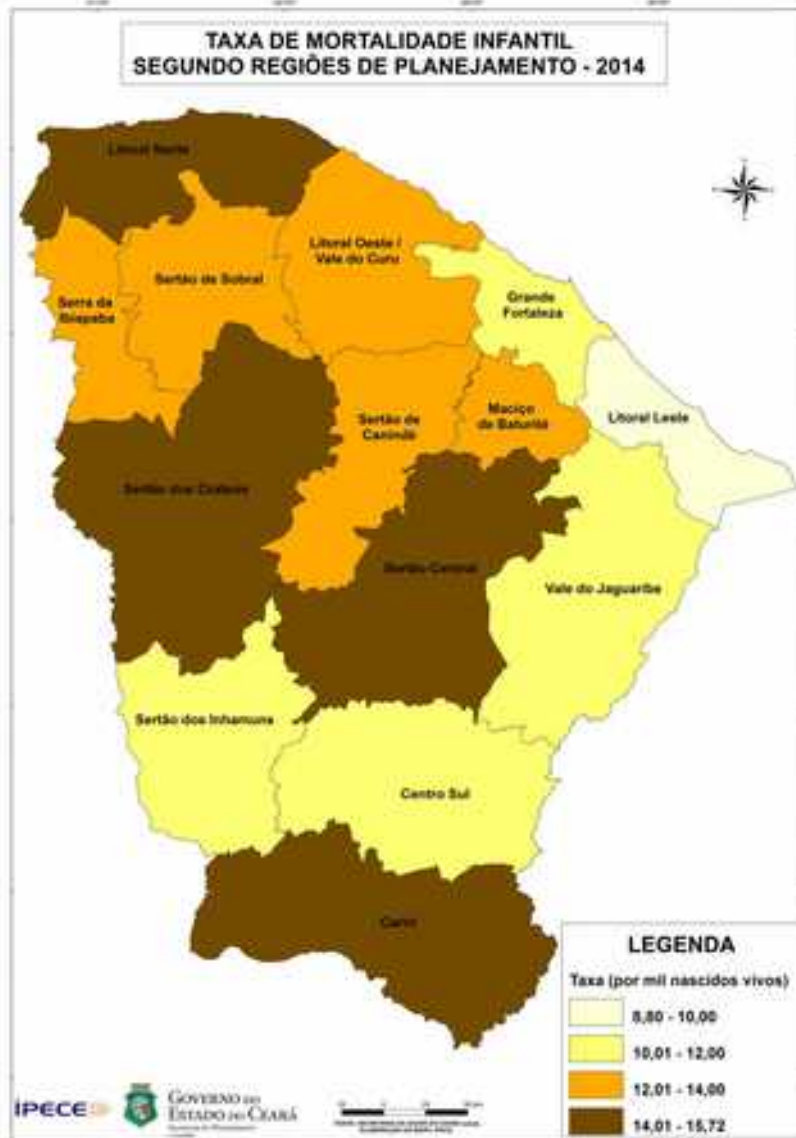 TAXA DE MORTALIDADE INFANTIL
SEGUNDO REGIÕES DE PLANEJAMENTO - 2014
Litoral Norte
Litoral Oeste /
Vale do Curu
Sertão de Sobral
Serra da
Ibiapaba
Grande
Fortaleza
Sertão de
Canindé
Maciço
de Baturité
Litoral Leste
Sertão dos Crateús
Sertão Central
Vale do Jaguaribe
Sertão dos Inhamuns
Centro Sul
Cariri
LEGENDA
Taxa (por mil nascidos vivos)
8,80 - 10,00
10,01 - 12,00
12,01 - 14,00
14,01 - 15,72
IPECE
GOVERNO DO
ESTADO DO CEARÁ